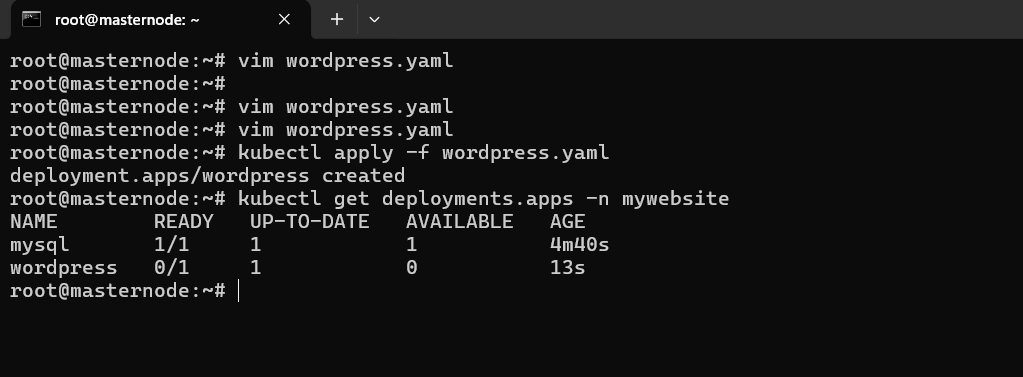 root@masternode: ~
root@masternode:~# vim wordpress.yaml
root@masternode:~#
root@masternode:~# vim wordpress.yaml
root@masternode:~# vim wordpress.yaml
root@masternode:~# kubectl apply -f wordpress.yaml
deployment.apps/wordpress created
root@masternode:~# kubectl get deployments.apps -n mywebsite
NAME        READY   UP-TO-DATE   AVAILABLE   AGE
mysql       1/1     1            1           4m40s
wordpress   0/1     1            0           13s
root@masternode:~#